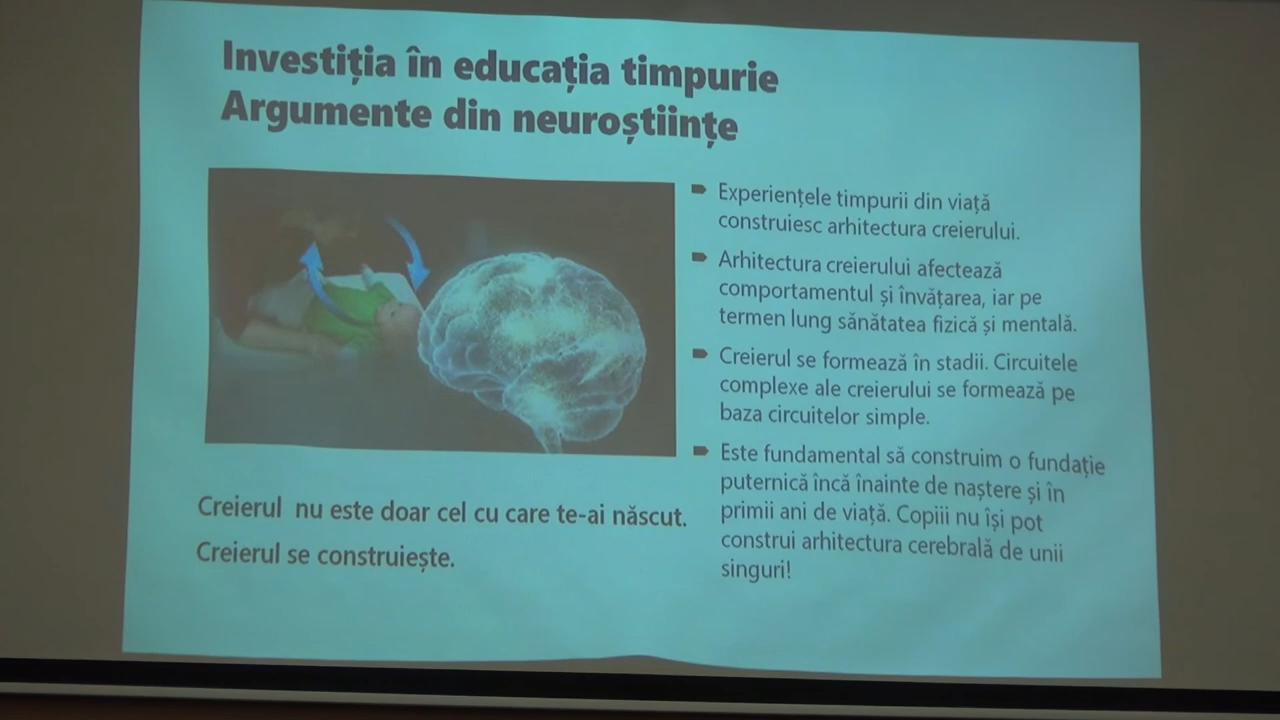 Investiția în educația timpurie
Argumente din neuroștiințe
Experiențele timpurii din viață
construiesc arhitectura creierului.
Arhitectura creierului afectează
comportamentul și învățarea, iar pe
termen lung sănătatea fizică și mentală.
Creierul se formează în stadii. Circuitele
complexe ale creierului se formează pe
baza circuitelor simple.
Este fundamental să construim o fundație
puternică încă înainte de naștere și în
primii ani de viață. Copiii nu își pot
construi arhitectura cerebrală de unii
singuri!
Creierul nu este doar cel cu care te-ai născut.
Creierul se construiește.